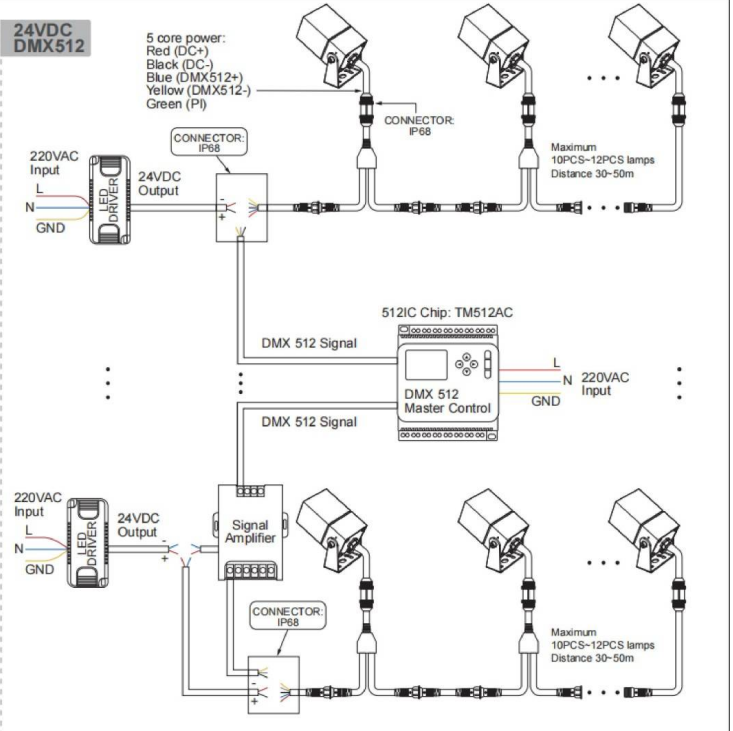 24VDC
DMX512
5 core power:
Red (DC+)
Black (DC-)
Blue (DMX512+)
Yellow (DMX512-)
Green (PI)
CONNECTOR:
IP68
CONNECTOR:
IP68
Maximum
10PCS~12PCS lamps
Distance 30~50m
220VAC
Input
L
N
GND
LED
DRIVER
24VDC
Output
-
+
512IC Chip: TM512AC
DMX 512 Signal
DMX 512
Master Control
L
N
GND
220VAC
Input
DMX 512 Signal
220VAC
Input
L
N
GND
LED
DRIVER
24VDC
Output
-
+
Signal
Amplifier
CONNECTOR:
IP68
-
+
Maximum
10PCS~12PCS lamps
Distance 30~50m